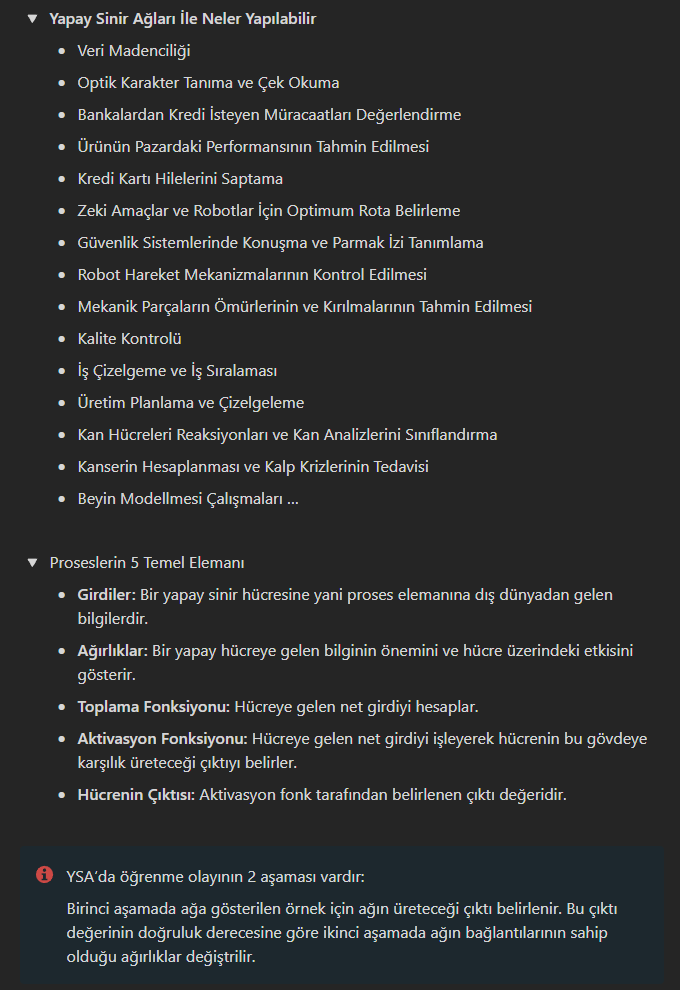 Yapay Sinir Ağları İle Neler Yapılabilir
Veri Madenciliği
Optik Karakter Tanıma ve Çek Okuma
Bankalardan Kredi İsteyen Müracaatları Değerlendirme
Ürünün Pazardaki Performansının Tahmin Edilmesi
Kredi Kartı Hilelerini Saptama
Zeki Amaçlar ve Robotlar İçin Optimum Rota Belirleme
Güvenlik Sistemlerinde Konuşma ve Parmak İzi Tanımlama
Robot Hareket Mekanizmalarının Kontrol Edilmesi
Mekanik Parçaların Ömürlerinin ve Kırılmalarının Tahmin Edilmesi
Kalite Kontrolü
İş Çizelgeme ve İş Sıralaması
Üretim Planlama ve Çizelgeleme
Kan Hücreleri Reaksiyonları ve Kan Analizlerini Sınıflandırma
Kanserin Hesaplanması ve Kalp Krizlerinin Tedavisi
Beyin Modellmesi Çalışmaları ...
Proseslerin 5 Temel Elemanı
Girdiler: Bir yapay sinir hücresine yani proses elemanına dış dünyadan gelen
bilgilerdir.
Ağırlıklar: Bir yapay hücreye gelen bilginin önemini ve hücre üzerindeki etkisini
gösterir.
Toplama Fonksiyonu: Hücreye gelen net girdiyi hesaplar.
Aktivasyon Fonksiyonu: Hücreye gelen net girdiyi işleyerek hücrenin bu gövdeye
karşılık üreteceği çıktıyı belirler.
Hücrenin Çıktısı: Aktivasyon fonk tarafından belirlenen çıktı değeridir.
YSA'da öğrenme olayının 2 aşaması vardır:
Birinci aşamada ağa gösterilen örnek için ağın üreteceği çıktı belirlenir. Bu çıktı
değerinin doğruluk derecesine göre ikinci aşamada ağın bağlantılarının sahip
olduğu ağırlıklar değiştrilir.